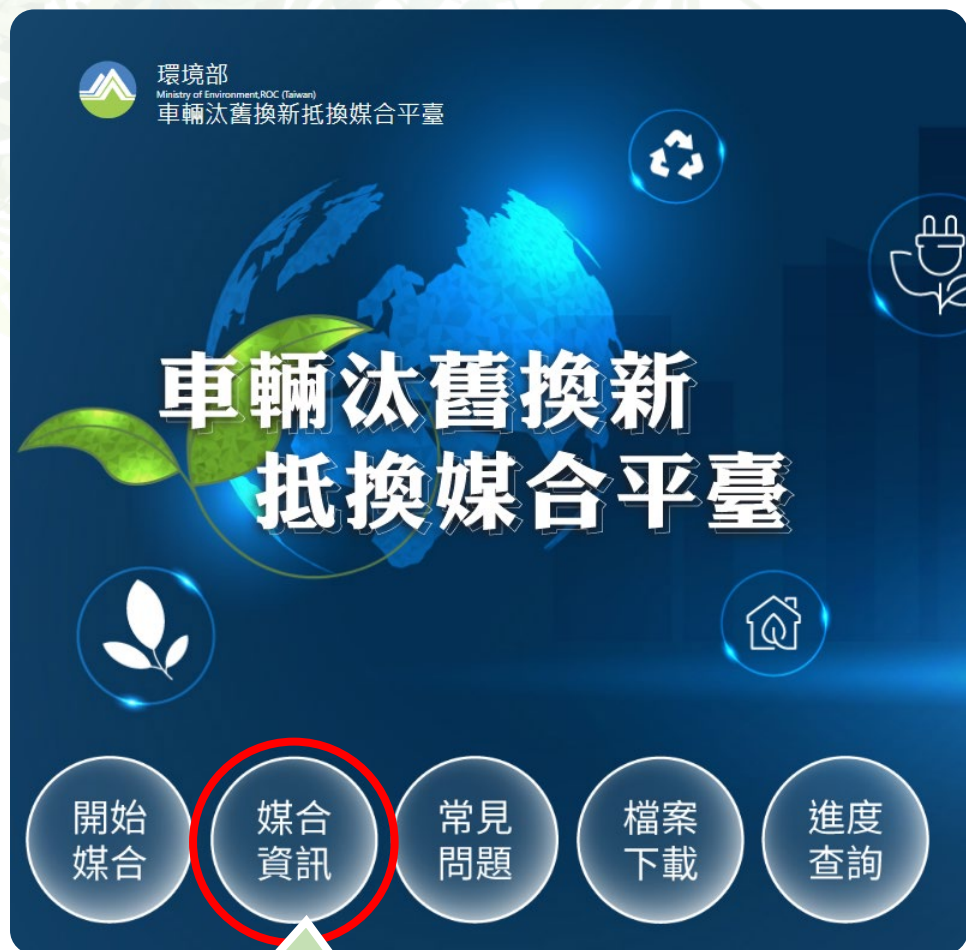 環境部
Ministry of Environment,ROC (Taiwan)
車輛汰舊換新抵換媒合平臺
車輛汰舊換新
抵換媒合平臺
開始
媒合
媒合
資訊
常見
問題
檔案
下載
進度
查詢